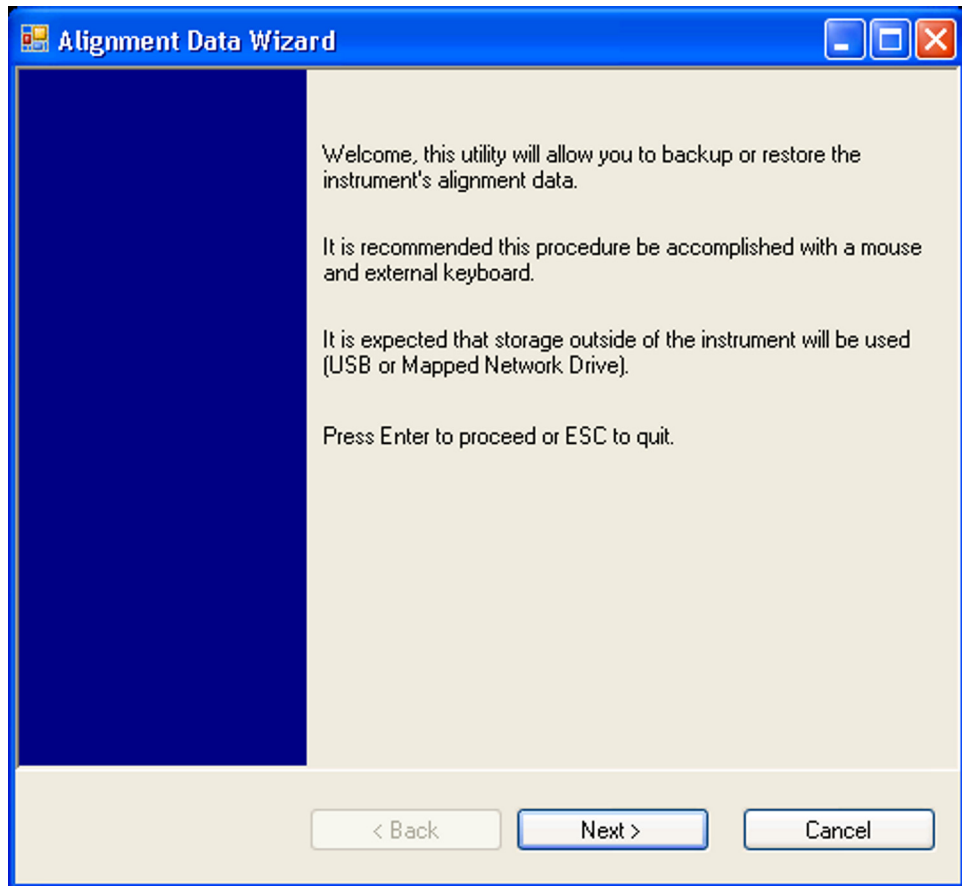 Alignment Data Wizard
Welcome, this utility will allow you to backup or restore the
instrument's alignment data.
It is recommended this procedure be accomplished with a mouse
and external keyboard.
It is expected that storage outside of the instrument will be used
(USB or Mapped Network Drive).
Press Enter to proceed or ESC to quit.
< Back
Next >
Cancel